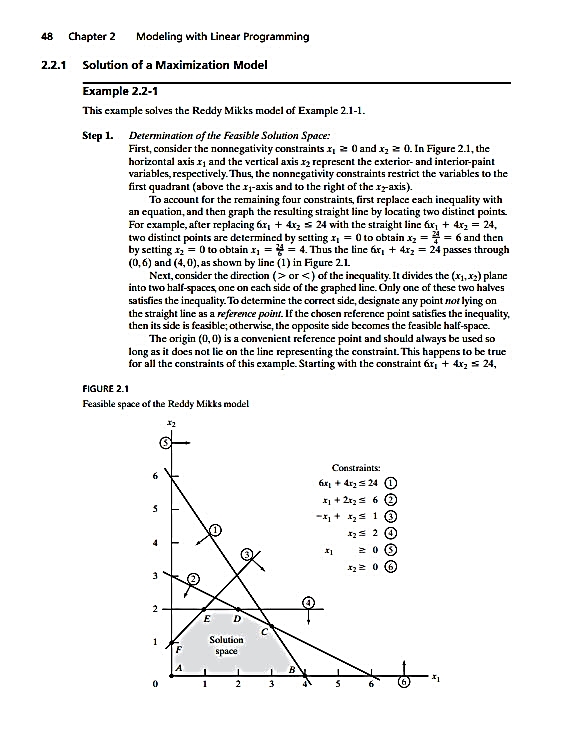 48 Chapter 2 Modeling with Linear Programming
2.2.1 Solution of a Maximization Model
Example 2.2-1
This example solves the Reddy Mikks model of Example 2.1-1.
Step 1. Determination of the Feasible Solution Space:
First, consider the nonnegativity constraints x₁ ≥ 0 and x₂ ≥ 0. In Figure 2.1, the
horizontal axis x₁ and the vertical axis x₂ represent the exterior- and interior-paint
variables, respectively. Thus, the nonnegativity constraints restrict the variables to the
first quadrant (above the x₁-axis and to the right of the x₂-axis).
To account for the remaining four constraints, first replace each inequality with
an equation, and then graph the resulting straight line by locating two distinct points.
For example, after replacing 6x₁ + 4x₂ ≤ 24 with the straight line 6x₁ + 4x₂ = 24,
two distinct points are determined by setting x₁ = 0 to obtain x₂ = 24/4 = 6 and then
by setting x₂ = 0 to obtain x₁ = 24/6 = 4. Thus the line 6x₁ + 4x₂ = 24 passes through
(0, 6) and (4, 0), as shown by line (1) in Figure 2.1.
Next, consider the direction (> or <) of the inequality. It divides the (x₁, x₂) plane
into two half-spaces, one on each side of the graphed line. Only one of these two halves
satisfies the inequality. To determine the correct side, designate any point not lying on
the straight line as a reference point. If the chosen reference point satisfies the inequality,
then its side is feasible; otherwise, the opposite side becomes the feasible half-space.
The origin (0, 0) is a convenient reference point and should always be used so
long as it does not lie on the line representing the constraint. This happens to be true
for all the constraints of this example. Starting with the constraint 6x₁ + 4x₂ ≤ 24,
FIGURE 2.1
Feasible space of the Reddy Mikks model
x₂
5
Constraints:
6x₁ + 4x₂ ≤ 24 ①
x₁ + 2x₂ ≤ 6 ②
−x₁ + x₂ ≤ 1 ③
x₂ ≤ 2 ④
x₁ ≥ 0 ⑤
x₂ ≥ 0 ⑥
6
5
4
3
2
1
1
3
2
4
E D
C
F
Solution
space
A
B
0 1 2 3 4 5 6 6 x₁